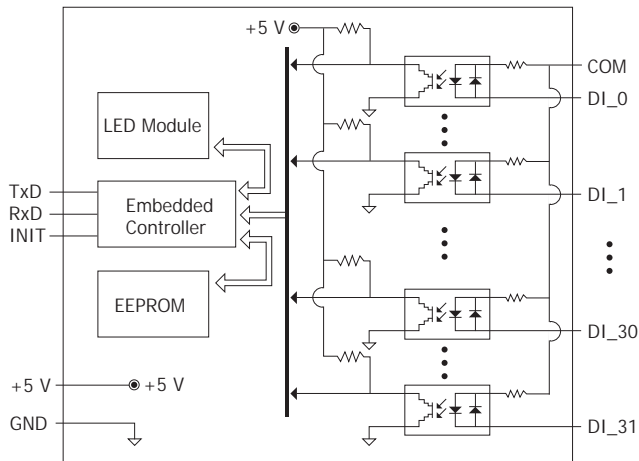 +5 V
COM
LED Module
DI_0
TxD
RxD
INIT
Embedded
Controller
DI_1
EEPROM
DI_30
+5 V
+5 V
GND
DI_31